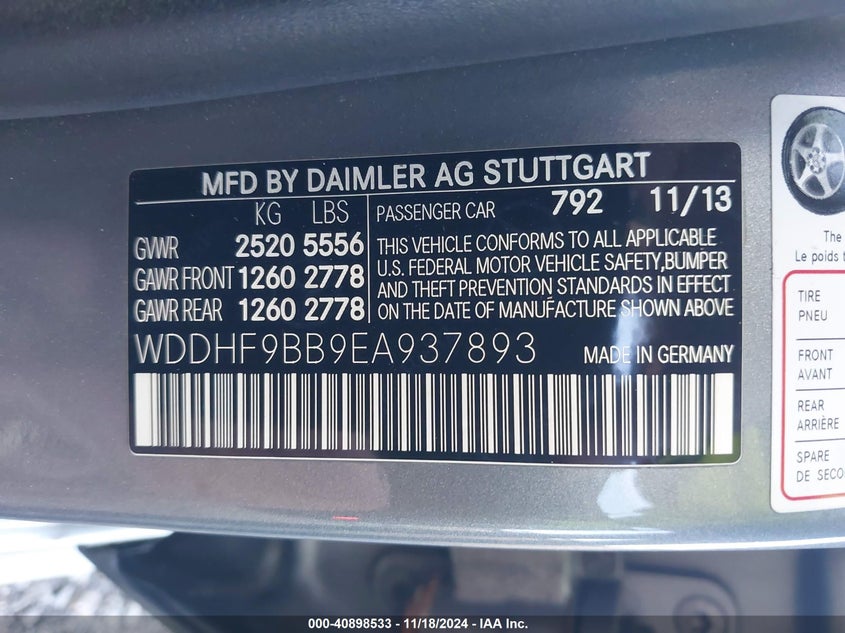 MFD BY DAIMLER AG STUTTGART
KG LBS
GVWR 2520 5556
GAWR FRONT 1260 2778
GAWR REAR 1260 2778
PASSENGER CAR 792 11/13
THIS VEHICLE CONFORMS TO ALL APPLICABLE
U.S. FEDERAL MOTOR VEHICLE SAFETY,BUMPER
AND THEFT PREVENTION STANDARDS IN EFFECT
ON THE DATE OF MANUFACTURE SHOWN ABOVE
WDDHF9BB9EA937893 MADE IN GERMANY
The
Le poids
TIRE
PNEU
FRONT
AVANT
REAR
ARRIÈRE
SPARE
DE
000-40898533 - 11/18/2024 - IAA Inc.